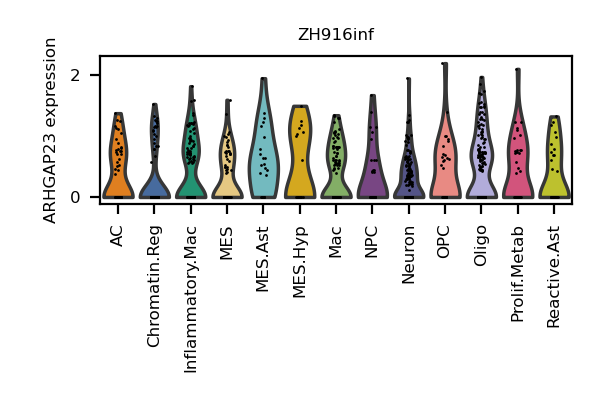 ZH916inf
ARHGAP23 expression
2
0
AC
Chromatin.Reg
Inflammatory.Mac
MES
MES.Ast
MES.Hyp
Mac
NPC
Neuron
OPC
Oligo
Prolif.Metab
Reactive.Ast